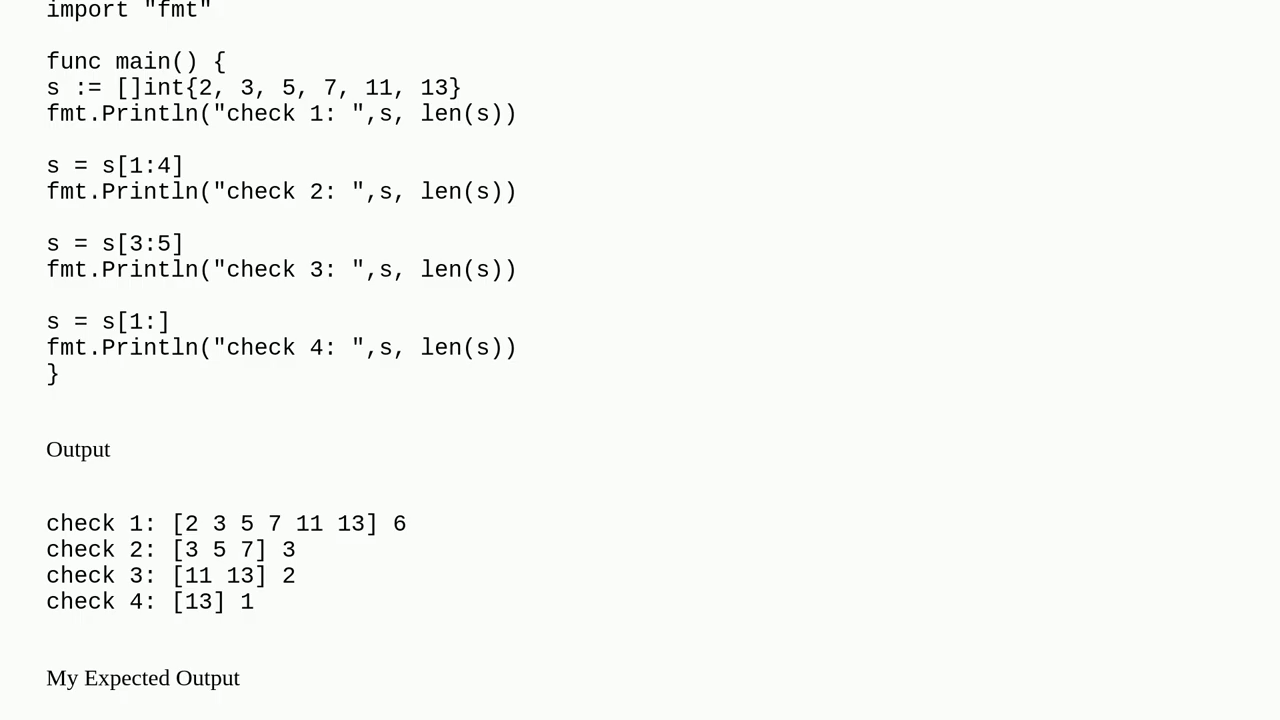 import "fmt"
func main() {
s := []int{2, 3, 5, 7, 11, 13}
fmt.Println("check 1: ",s, len(s))
s = s[1:4]
fmt.Println("check 2: ",s, len(s))
s = s[3:5]
fmt.Println("check 3: ",s, len(s))
s = s[1:]
fmt.Println("check 4: ",s, len(s))
}
Output
check 1: [2 3 5 7 11 13] 6
check 2: [3 5 7] 3
check 3: [11 13] 2
check 4: [13] 1
My Expected Output